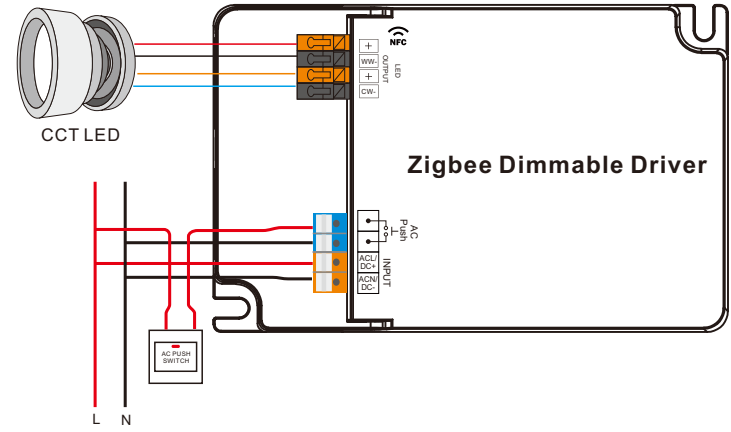 NFC
+
WW-
+
CW-
LED
OUTPUT
CCT LED
Zigbee Dimmable Driver
AC
Push
ACL/
DC+
ACN/
DC-
INPUT
AC PUSH
SWITCH
L
N